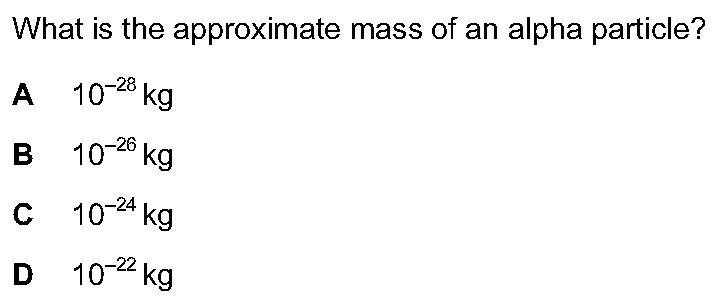 What is the approximate mass of an alpha particle?
A 10⁻²⁸ kg
B 10⁻²⁶ kg
C 10⁻²⁴ kg
D 10⁻²² kg